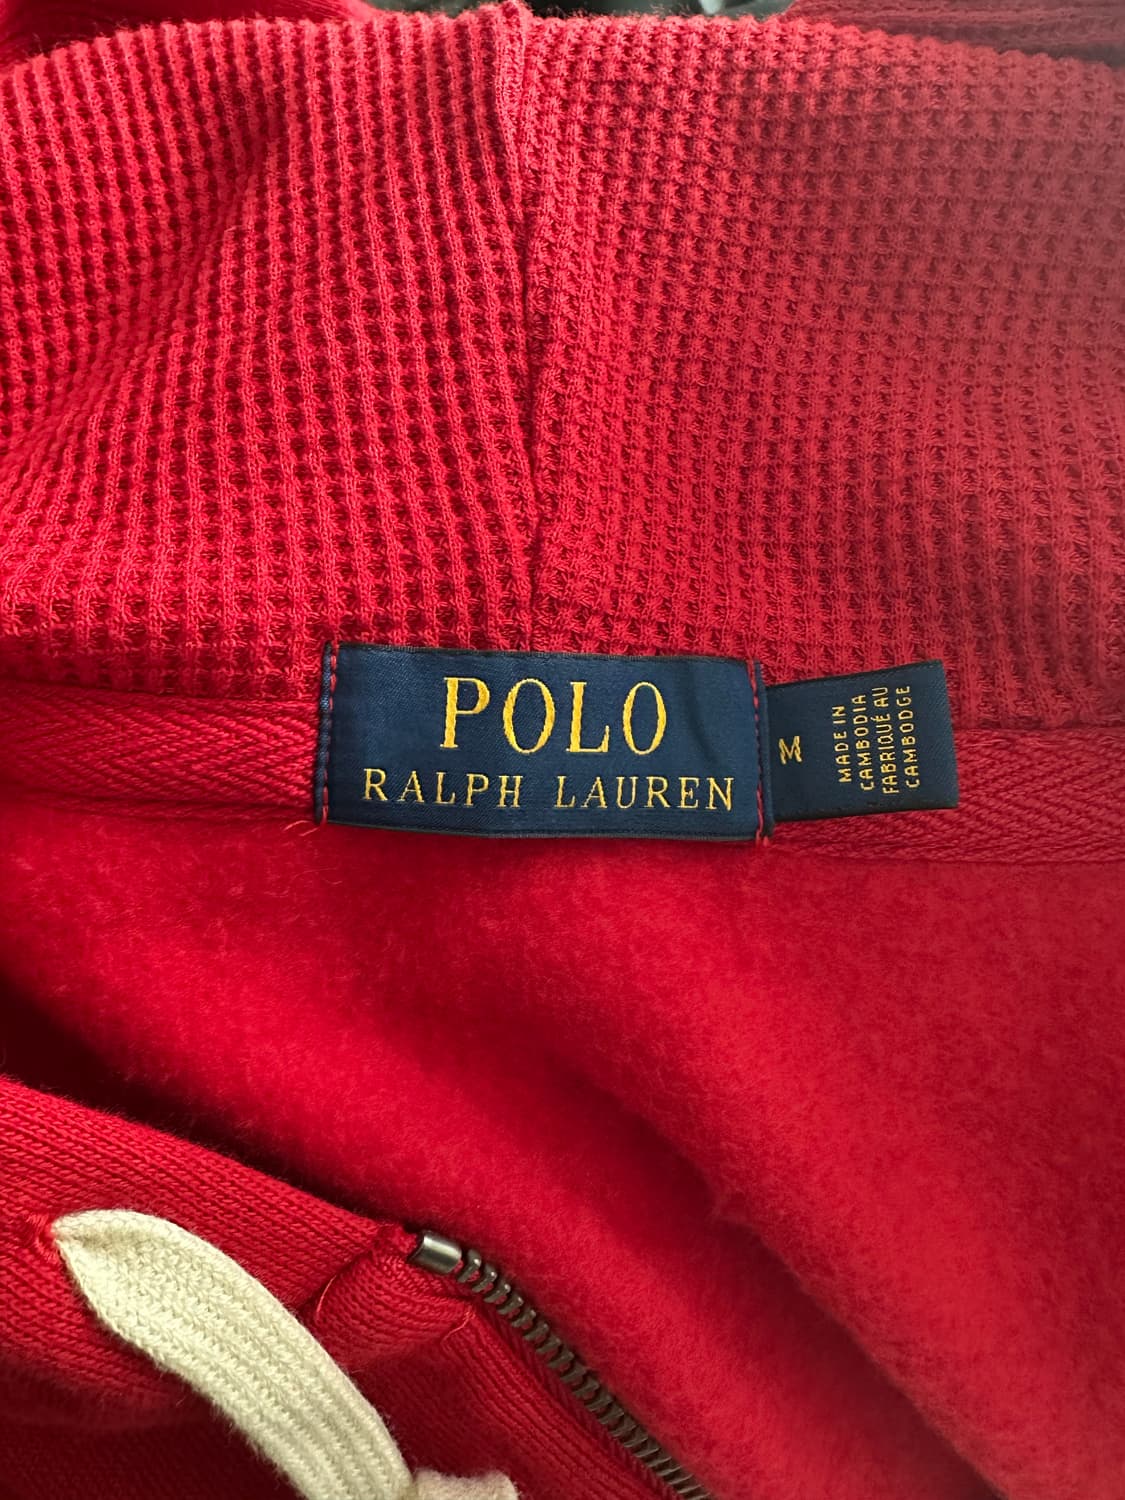 POLO
RALPH LAUREN
M
MADE IN
CAMBODIA
FABRIQUÉ AU
CAMBODGE